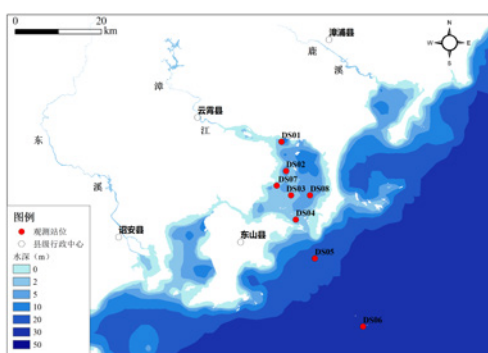 0
20
km
N
W
E
S
漳浦县
鹿
溪
漳
江
云霄县
东
溪
诏安县
东山县
DS01
DS02
DS07
DS03
DS08
DS04
DS05
DS06
图例
观测站位
县级行政中心
水深（m）
0
2
5
10
20
30
50